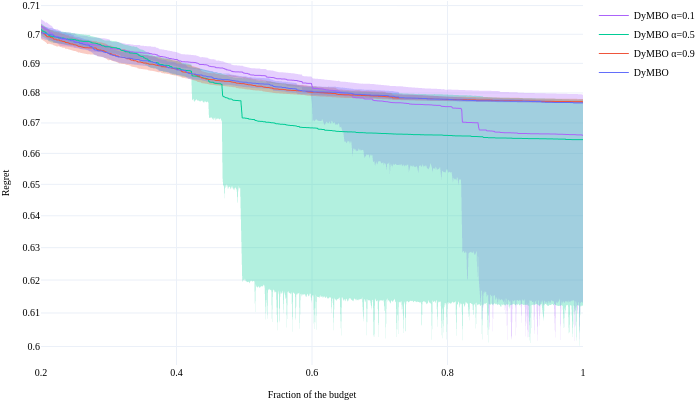 0.71
0.7
0.69
0.68
0.67
0.66
0.65
0.64
0.63
0.62
0.61
0.6
Regret
0.2
0.4
0.6
0.8
1
Fraction of the budget
DyMBO α=0.1
DyMBO α=0.5
DyMBO α=0.9
DyMBO